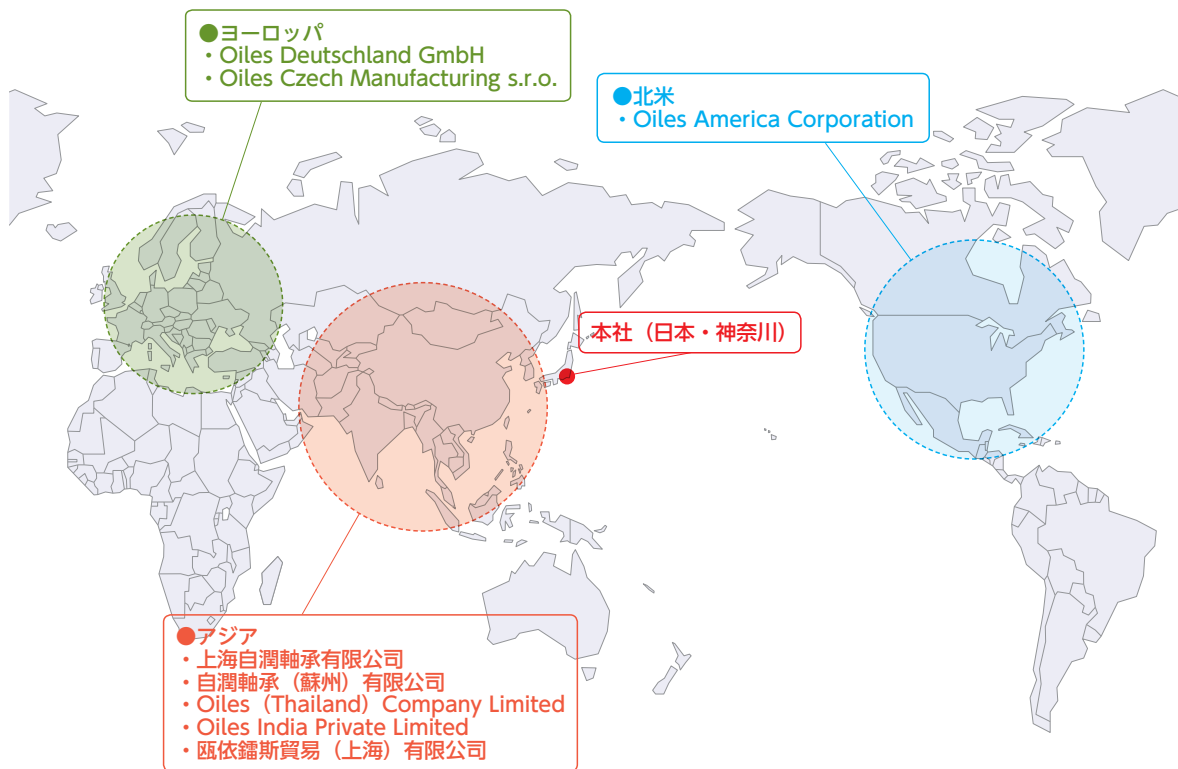 ●ヨーロッパ
・Oiles Deutschland GmbH
・Oiles Czech Manufacturing s.r.o.
●北米
・Oiles America Corporation
本社（日本・神奈川）
●アジア
・上海自潤軸承有限公司
・自潤軸承（蘇州）有限公司
・Oiles（Thailand）Company Limited
・Oiles India Private Limited
・瓯依鐳斯貿易（上海）有限公司